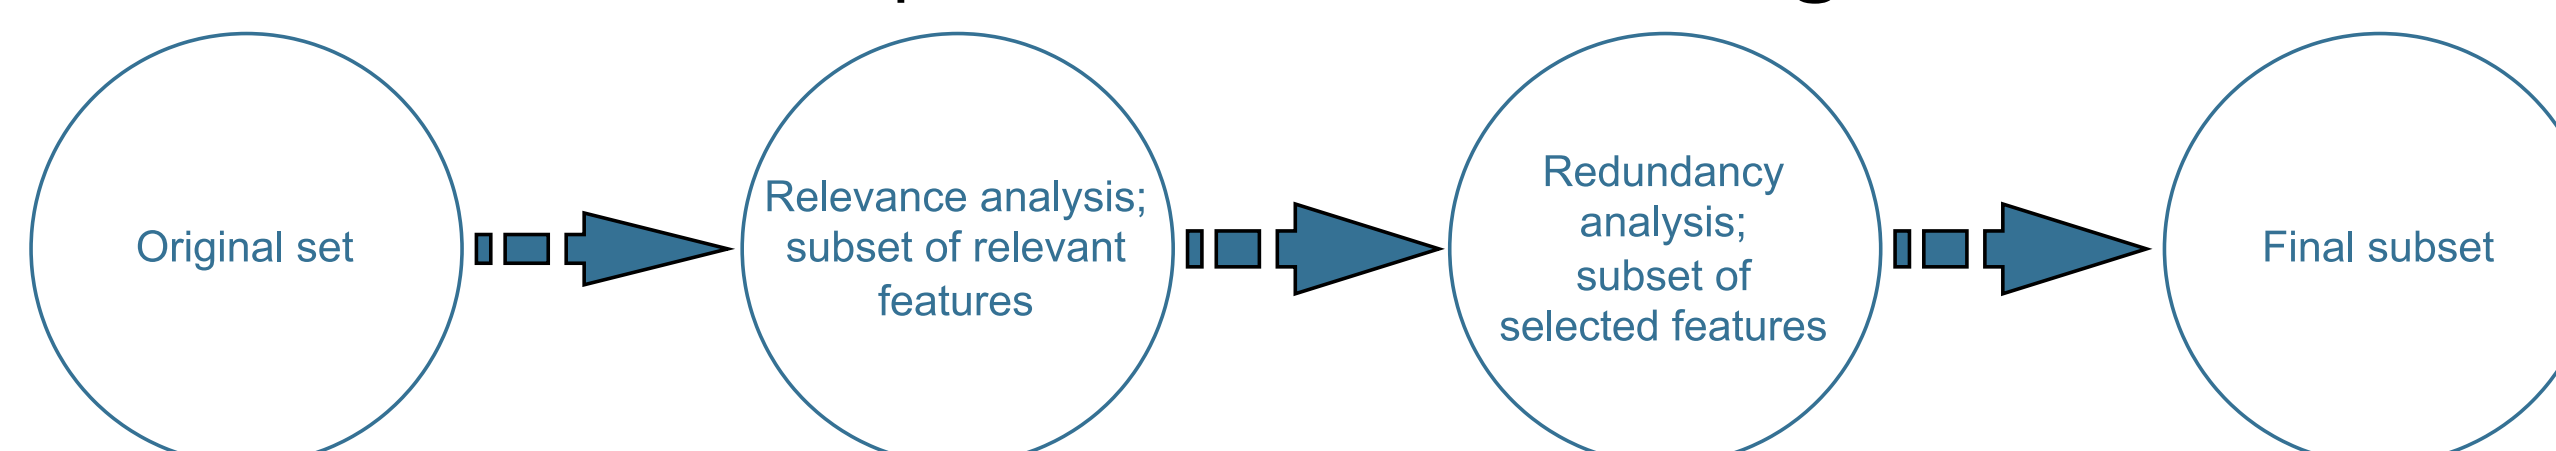 Original set
Relevance analysis;
subset of relevant
features
Redundancy
analysis;
subset of
selected features
Final subset